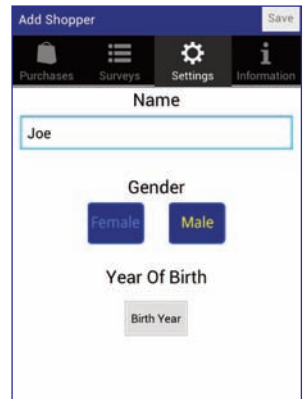 Add Shopper Save
Purchases Surveys Settings Information
Name
Joe
Gender
Female Male
Year Of Birth
Birth Year